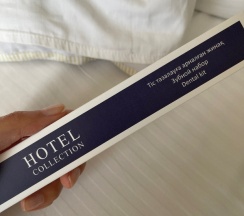 HOTEL
COLLECTION
Тіс тазалауға арналған жинақ
Зубной набор
Dental kit